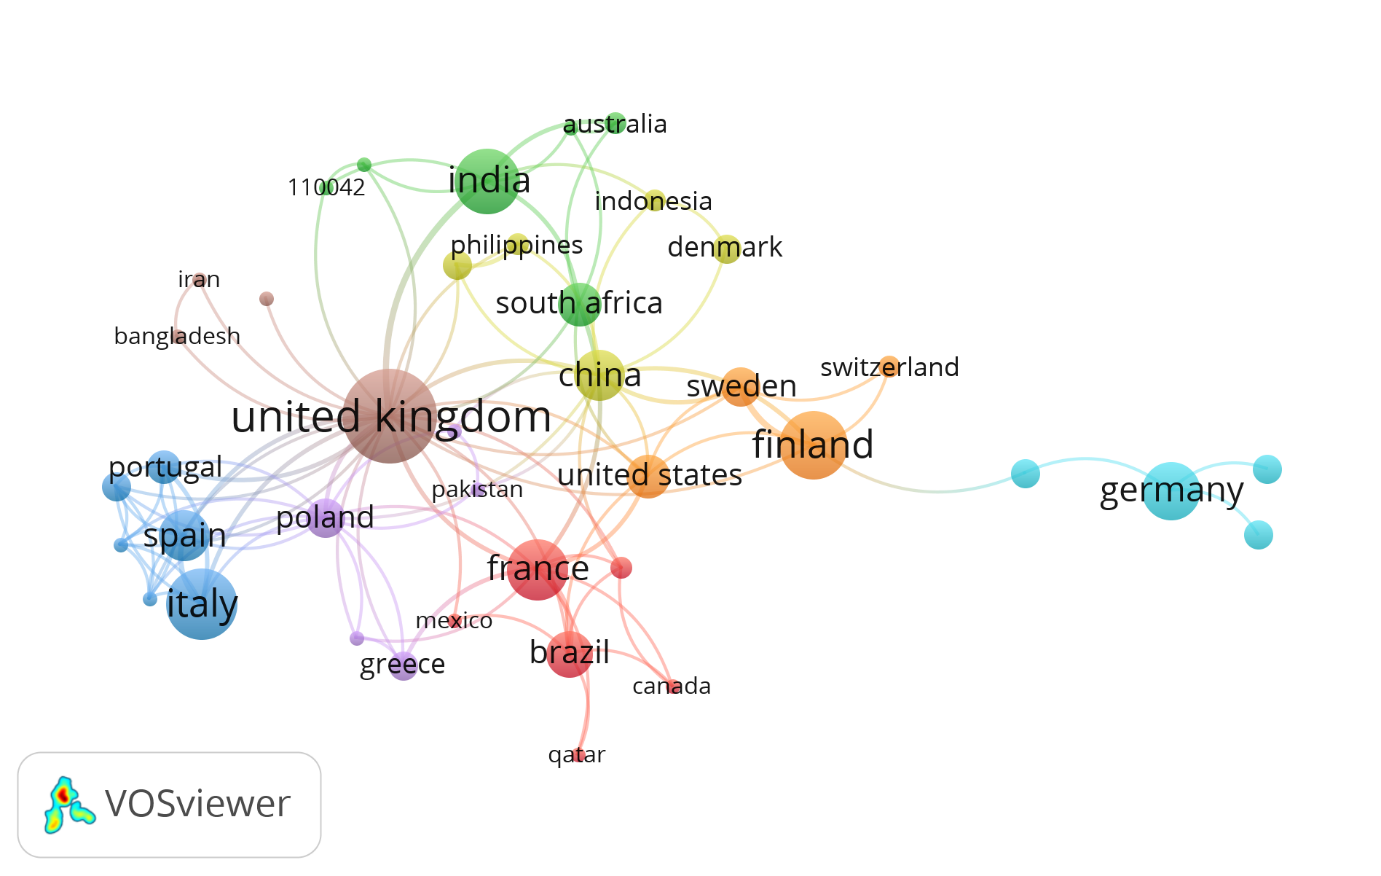 australia
india
110042
indonesia
philippines
denmark
iran
south africa
bangladesh
china
switzerland
sweden
united kingdom
finland
portugal
united states
pakistan
germany
poland
spain
france
italy
mexico
brazil
greece
canada
qatar
VOSviewer